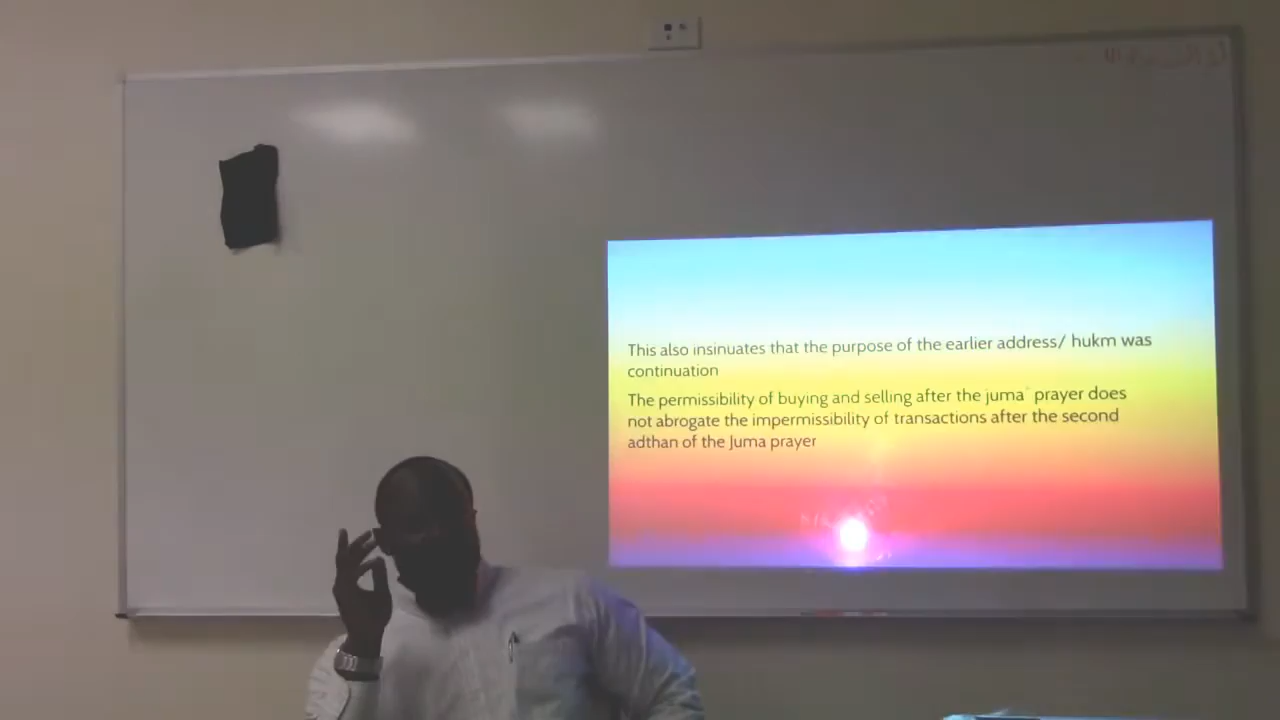 This also insinuates that the purpose of the earlier address/ hukm was
continuation
The permissibility of buying and selling after the juma` prayer does
not abrogate the impermissibility of transactions after the second
adthan of the Juma prayer